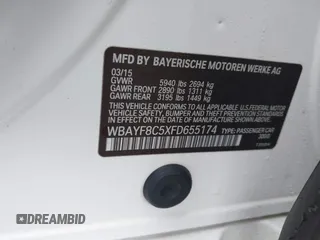 MFD BY BAYERISCHE MOTOREN WERKE AG
03/15
GVWR 5940 lbs 2694 kg
GAWR FRONT 2890 lbs 1311 kg
GAWR REAR 3195 lbs 1449 kg
THIS VEHICLE CONFORMS TO ALL APPLICABLE
FEDERAL MOTOR VEHICLE SAFETY, BUMPER,
AND THEFT PREVENTION STANDARDS IN EFFECT
ON THE DATE OF MANUFACTURE SHOWN ABOVE.
WBAYF8C5XFD655174 TYPE: PASSENGER CAR
DREAMBID
DREAMBID.COM